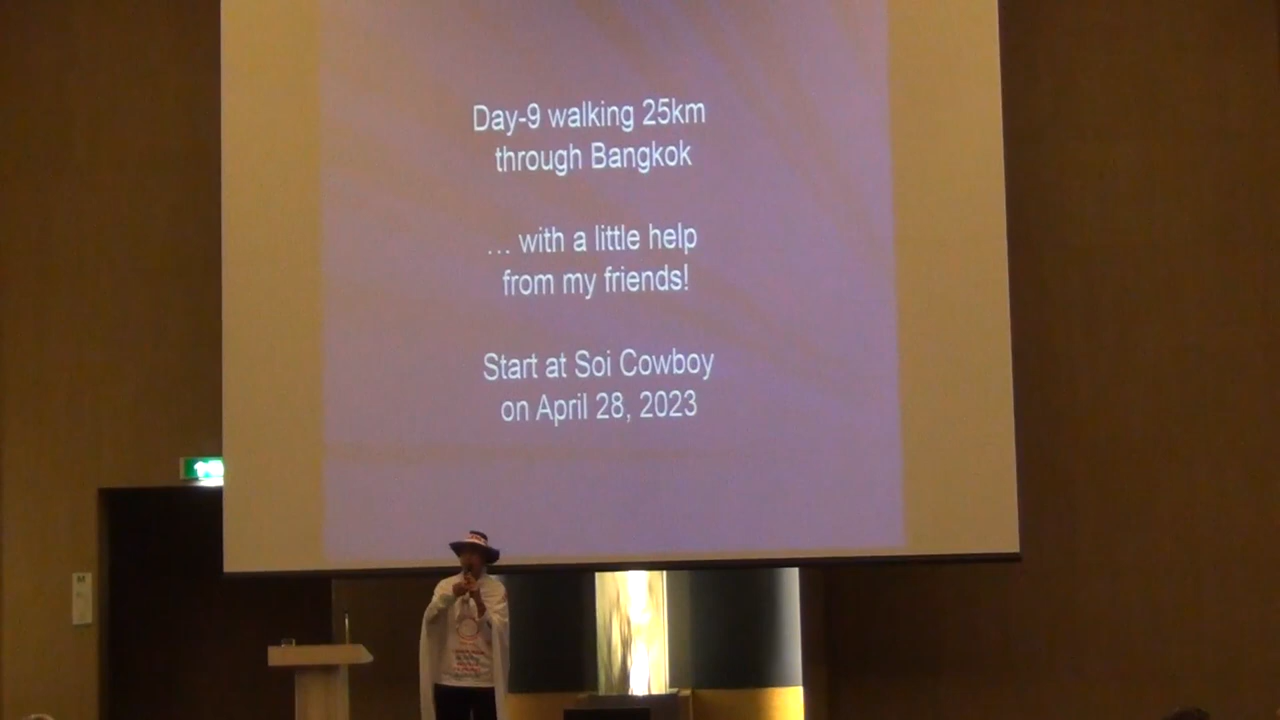 Day-9 walking 25km
through Bangkok
… with a little help
from my friends!
Start at Soi Cowboy
on April 28, 2023